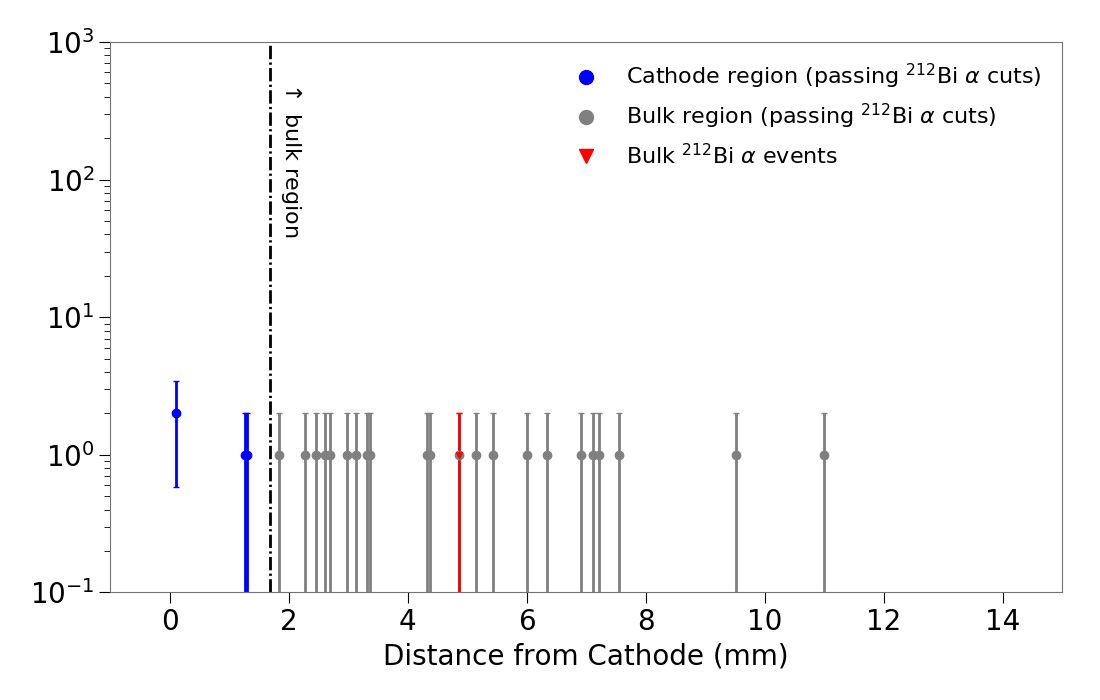 10³
10²
10¹
10⁰
10⁻¹
↑ bulk region
Cathode region (passing ²¹²Bi α cuts)
Bulk region (passing ²¹²Bi α cuts)
Bulk ²¹²Bi α events
0 2 4 6 8 10 12 14
Distance from Cathode (mm)